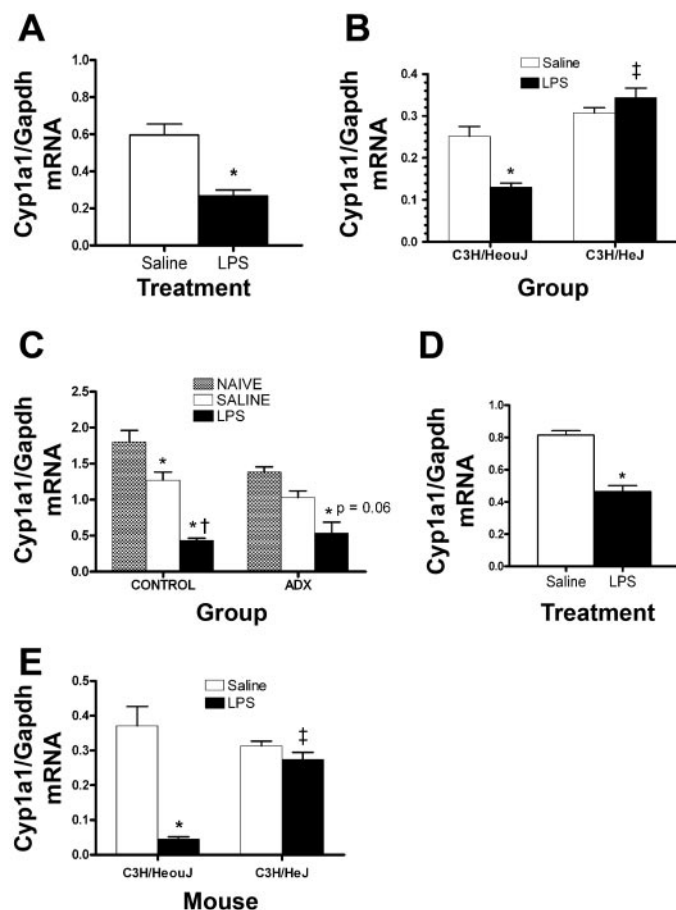 A
Cyp1a1/Gapdh
mRNA
1.0
0.8
0.6
0.4
0.2
0.0
*
Saline LPS
Treatment
B
Cyp1a1/Gapdh
mRNA
Saline
LPS
0.4
0.3
0.2
0.1
0.0
*
‡
C3H/HeouJ C3H/HeJ
Group
C
Cyp1a1/Gapdh
mRNA
NAIVE
SALINE
LPS
2.5
2.0
1.5
1.0
0.5
0.0
*
* †
* p = 0.06
CONTROL ADX
Group
D
Cyp1a1/Gapdh
mRNA
1.0
0.8
0.6
0.4
0.2
0.0
*
Saline LPS
Treatment
E
Cyp1a1/Gapdh
mRNA
Saline
LPS
0.5
0.4
0.3
0.2
0.1
0.0
*
‡
C3H/HeouJ C3H/HeJ
Mouse